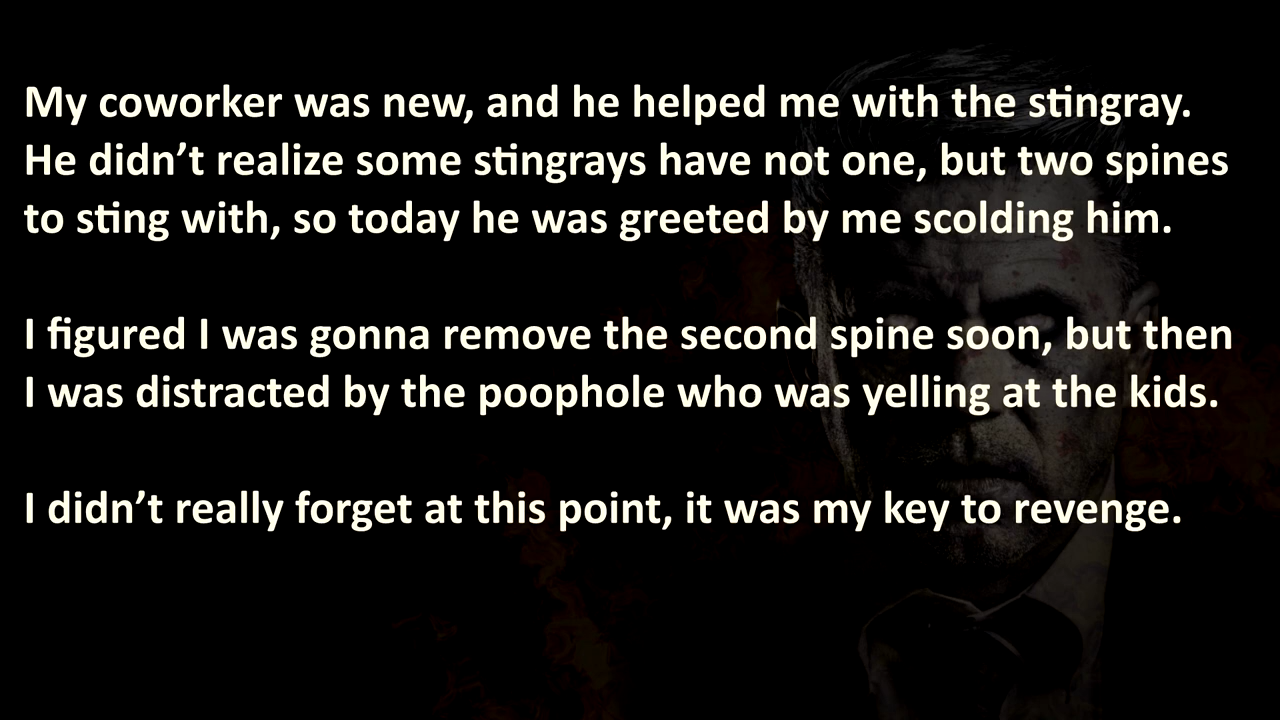 My coworker was new, and he helped me with the stingray.
He didn’t realize some stingrays have not one, but two spines
to sting with, so today he was greeted by me scolding him.
I figured I was gonna remove the second spine soon, but then
I was distracted by the poophole who was yelling at the kids.
I didn’t really forget at this point, it was my key to revenge.